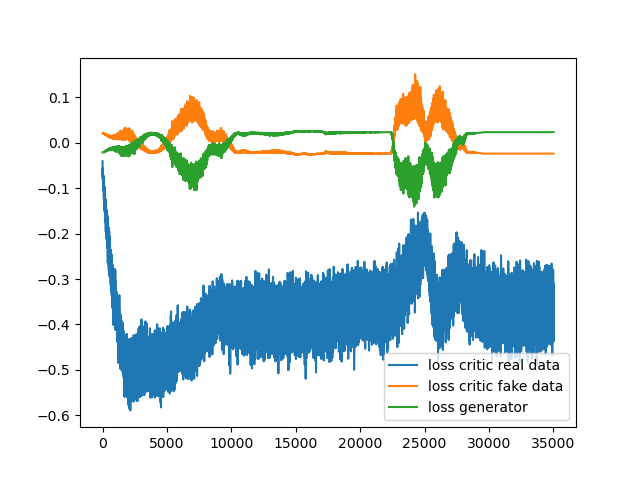 0.1
0.0
−0.1
−0.2
−0.3
−0.4
−0.5
−0.6
loss critic real data
loss critic fake data
loss generator
0 5000 10000 15000 20000 25000 30000 35000